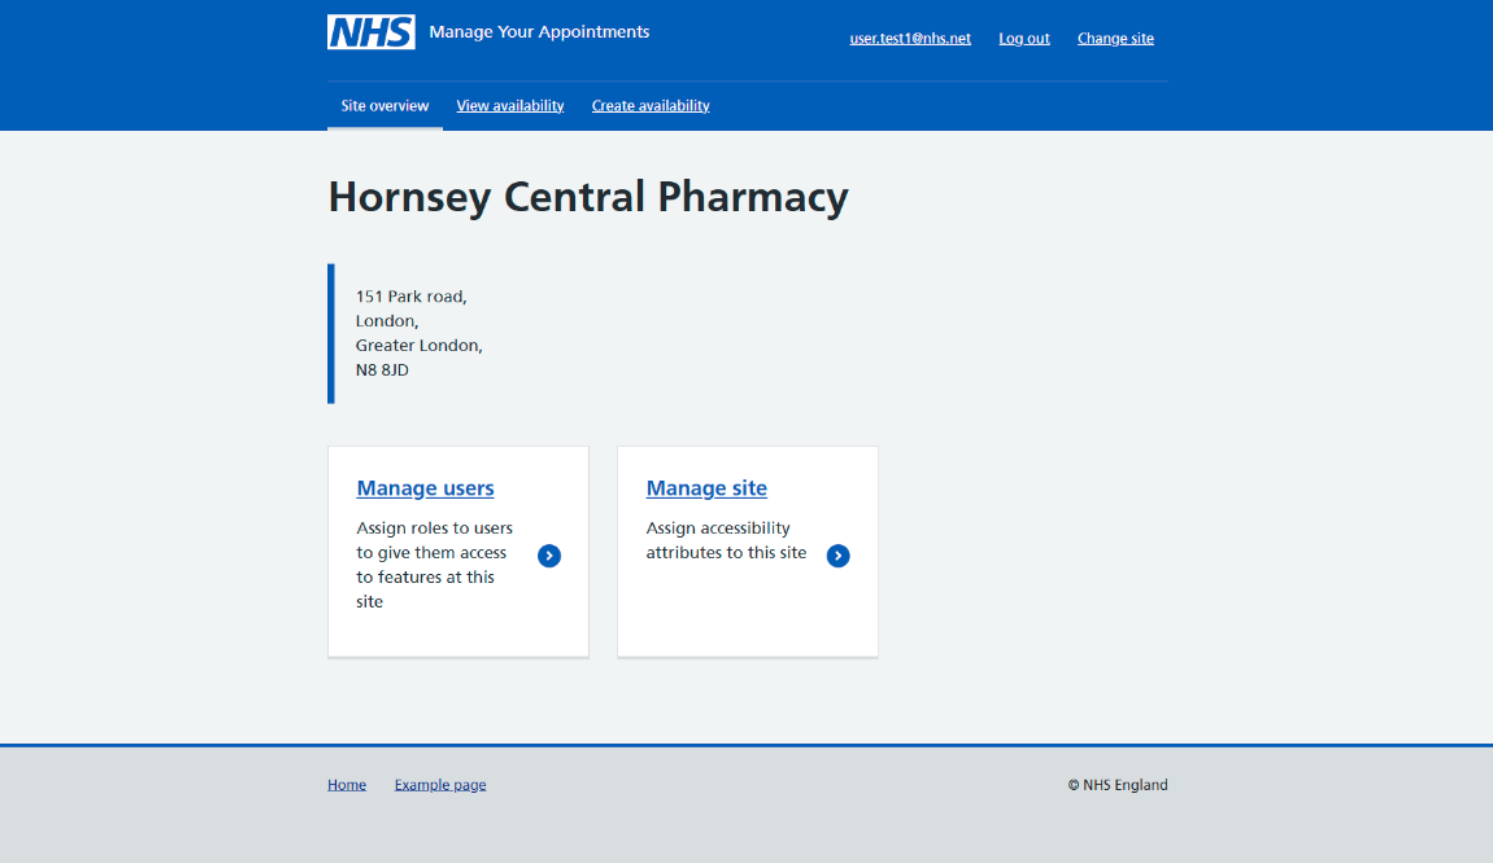 NHS Manage Your Appointments
user.test1@nhs.net Log out Change site
Site overview View availability Create availability
Hornsey Central Pharmacy
151 Park road,
London,
Greater London,
N8 8JD
Manage users
Assign roles to users
to give them access
to features at this
site
Manage site
Assign accessibility
attributes to this site
Home Example page © NHS England